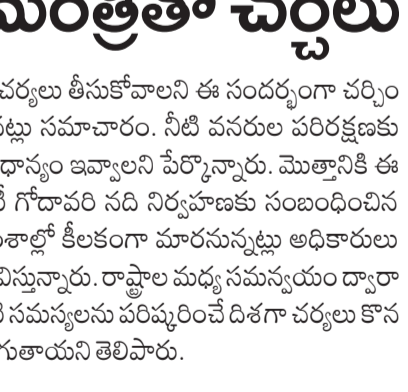 మంత్రితో చర్చలు
చర్యలు తీసుకోవాలని ఈ సందర్భంగా చర్చిం
నట్లు సమాచారం. నీటి వనరుల పరిరక్షణకు
ధాన్యం ఇవ్వాలని పేర్కొన్నారు. మొత్తానికి ఈ
గోదావరి నది నిర్వహణకు సంబంధించిన
శాల్లో కీలకంగా మారనున్నట్లు అధికారులు
విస్తున్నారు. రాష్ట్రాల మధ్య సమన్వయం ద్వారా
సమస్యలను పరిష్కరించే దిశగా చర్యలు కొన
గుతాయని తెలిపారు.